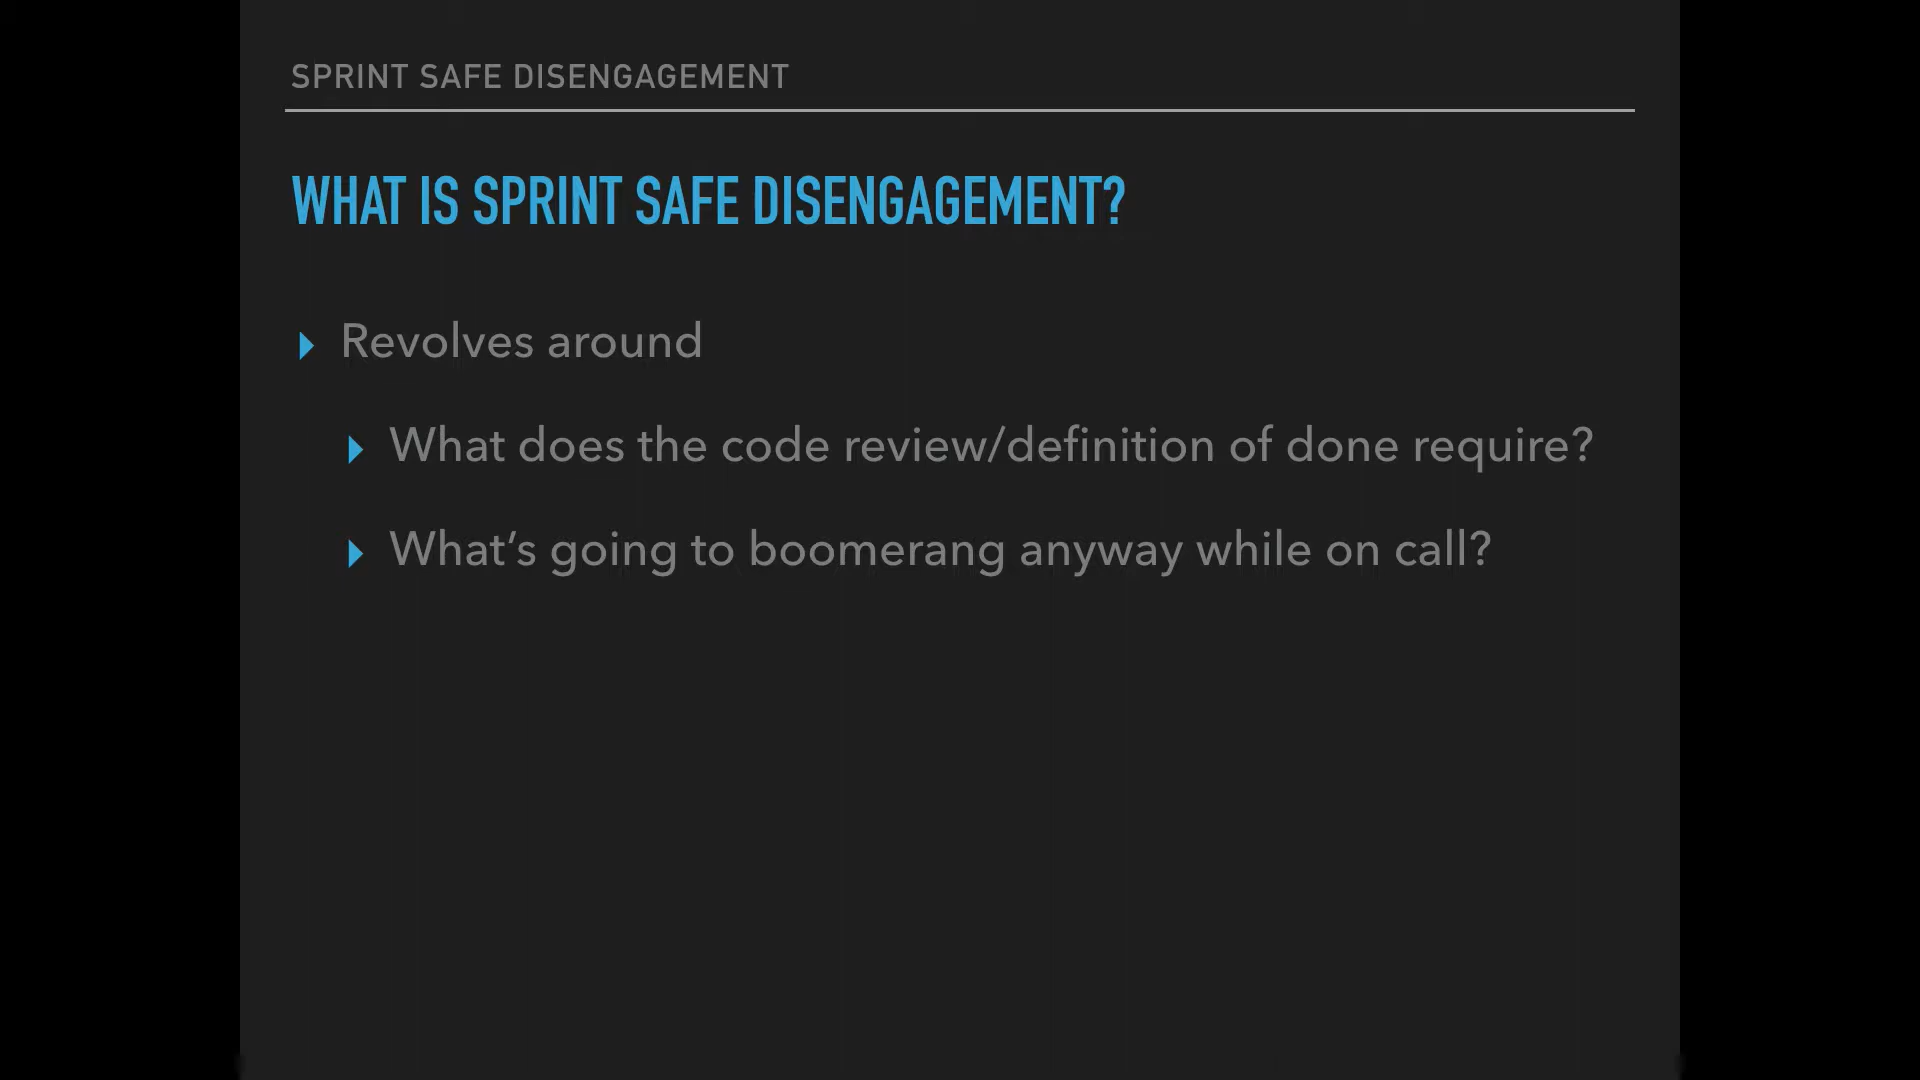 SPRINT SAFE DISENGAGEMENT
WHAT IS SPRINT SAFE DISENGAGEMENT?
Revolves around
What does the code review/definition of done require?
What’s going to boomerang anyway while on call?